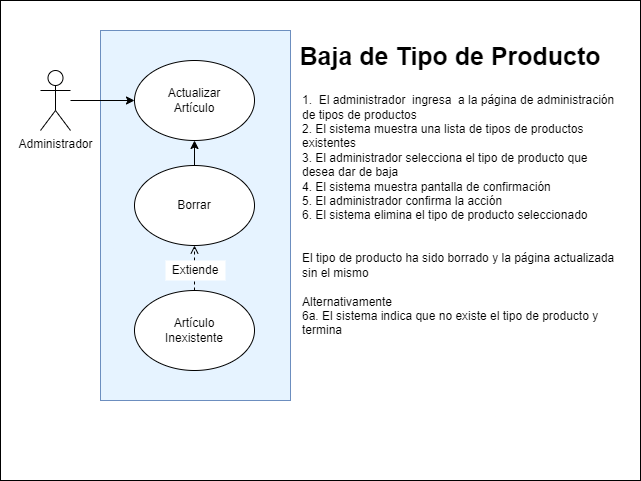 Baja de Tipo de Producto
Actualizar
Artículo
Administrador
Borrar
Extiende
Artículo
Inexistente
1.  El administrador  ingresa  a la página de administración
de tipos de productos
2. El sistema muestra una lista de tipos de productos
existentes
3. El administrador selecciona el tipo de producto que
desea dar de baja
4. El sistema muestra pantalla de confirmación
5. El administrador confirma la acción
6. El sistema elimina el tipo de producto seleccionado
El tipo de producto ha sido borrado y la página actualizada
sin el mismo
Alternativamente
6a. El sistema indica que no existe el tipo de producto y
termina